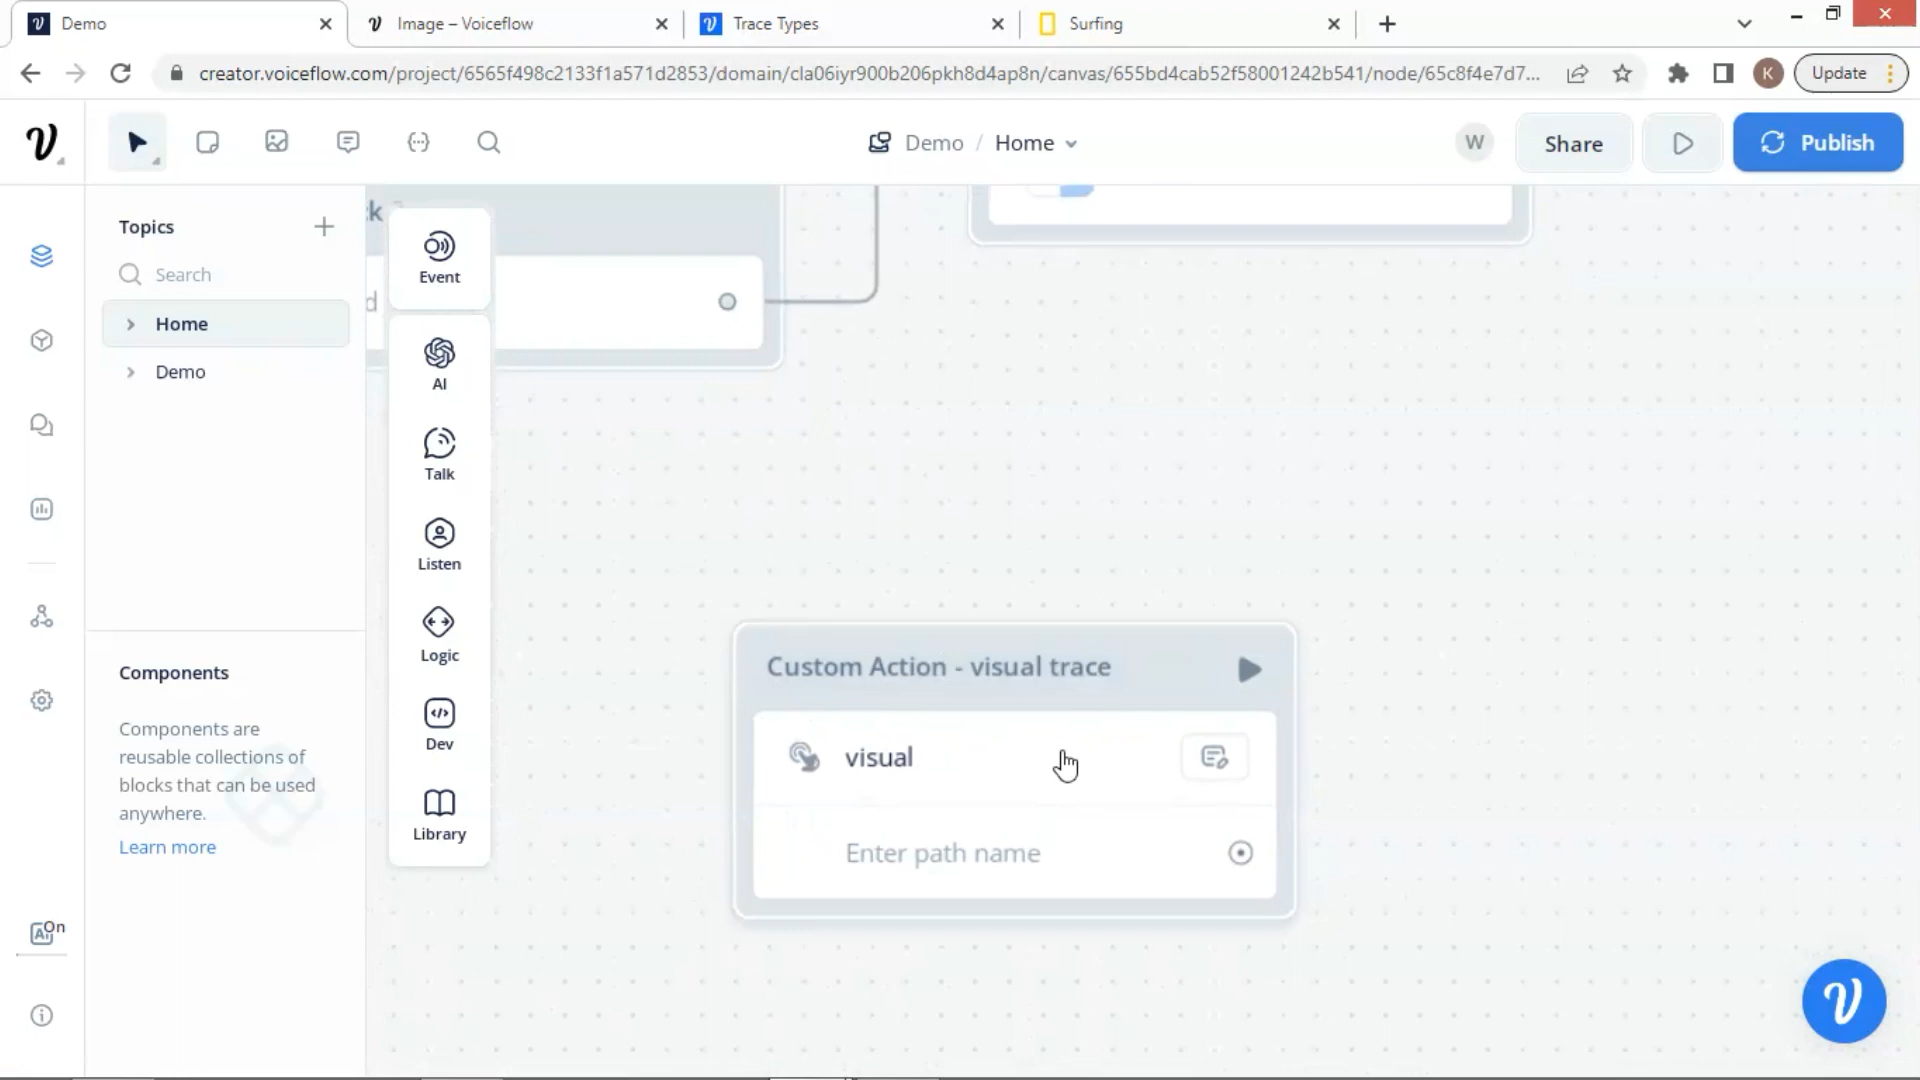 Demo
Image – Voiceflow
Trace Types
Surfing
creator.voiceflow.com/project/6565f498c2133f1a571d2853/domain/cla06iyr900b206pkh8d4ap8n/canvas/655bd4cab52f58001242b541/node/65c8f4e7d7...
K
Update
Demo / Home
W
Share
Publish
Topics
Search
Home
Demo
Components
Components are
reusable collections of
blocks that can be used
anywhere.
Learn more
On
Event
AI
Talk
Listen
Logic
Dev
Library
Custom Action - visual trace
visual
Enter path name